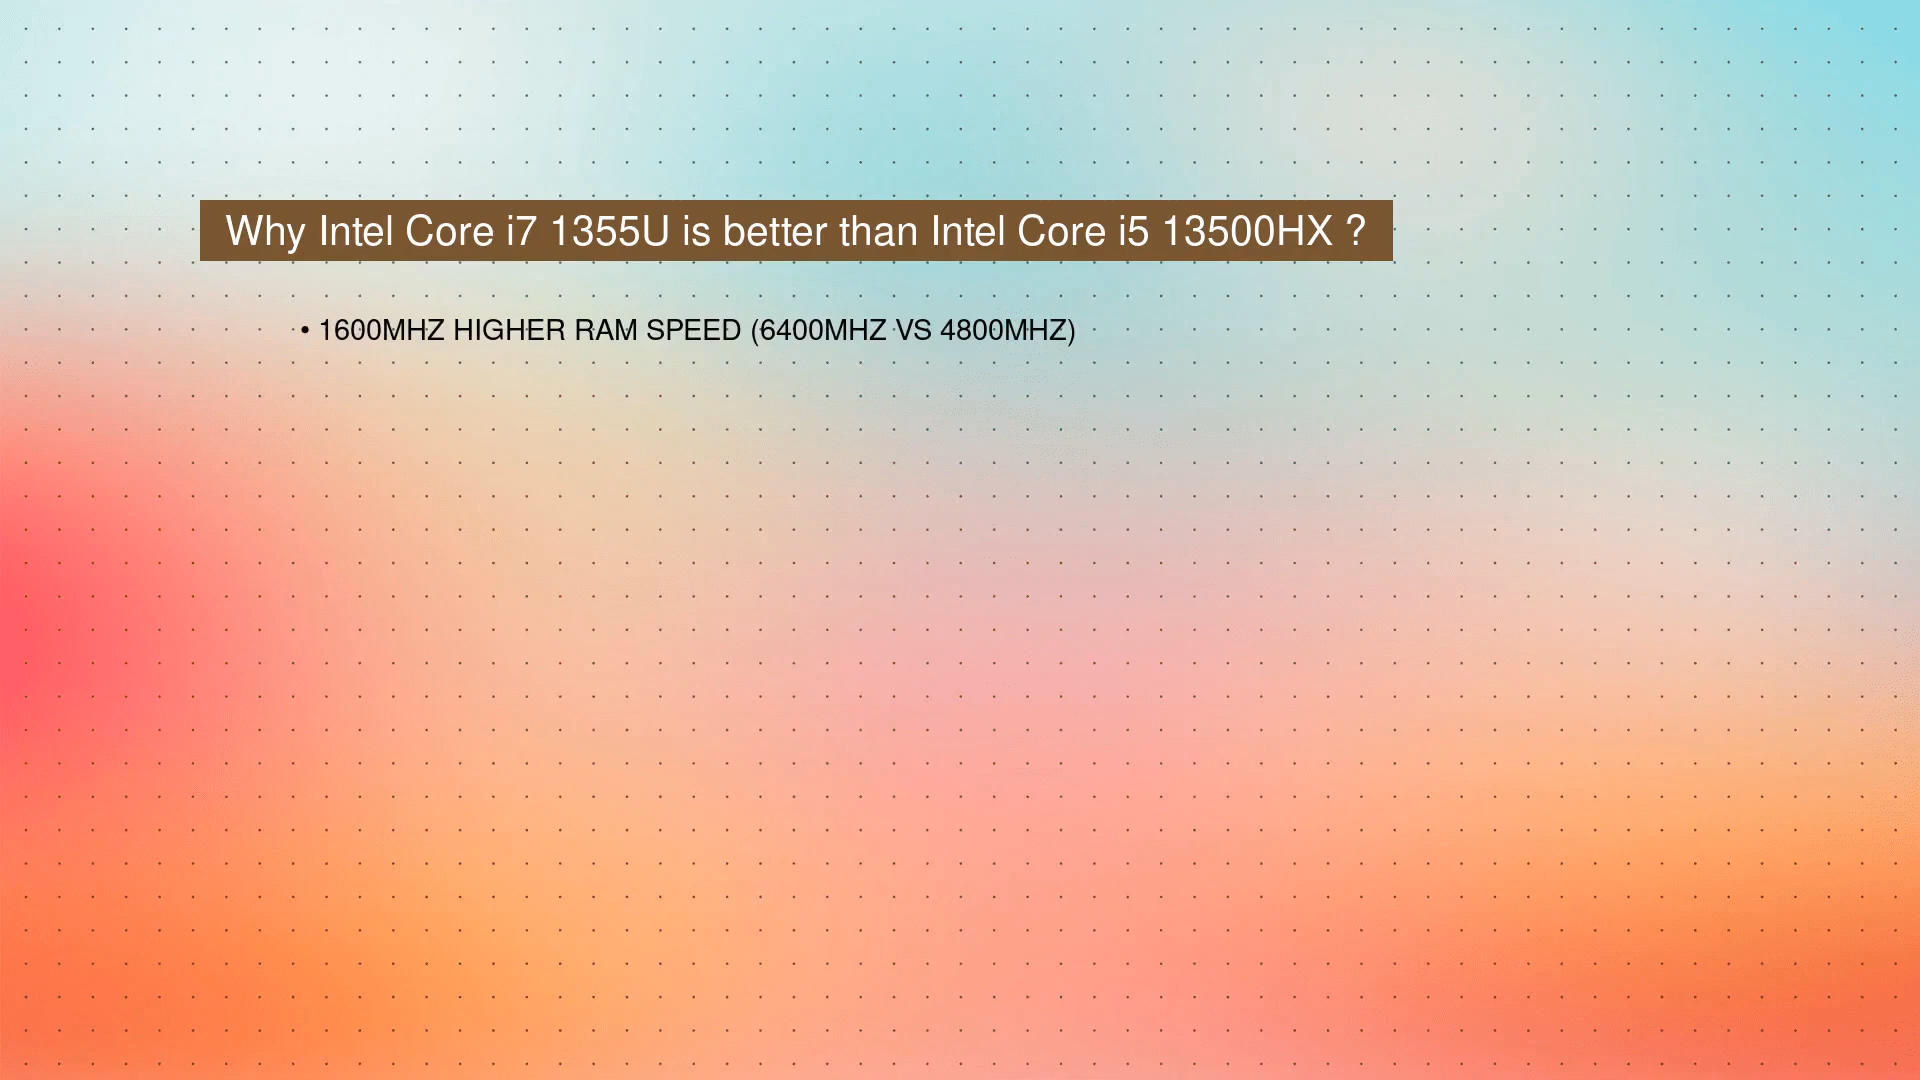 Why Intel Core i7 1355U is better than Intel Core i5 13500HX ?
• 1600MHZ HIGHER RAM SPEED (6400MHZ VS 4800MHZ)